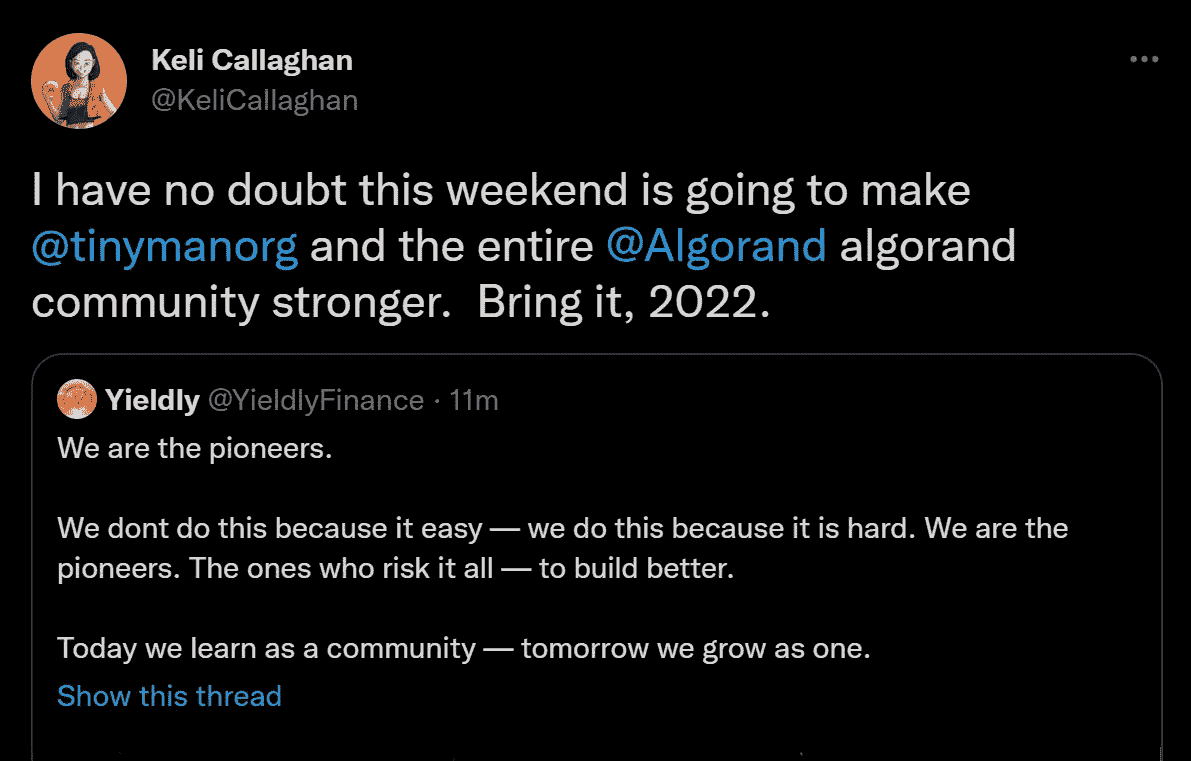 Keli Callaghan
@KeliCallaghan
I have no doubt this weekend is going to make
@tinymanorg and the entire @Algorand algorand
community stronger.  Bring it, 2022.
Yieldly @YieldlyFinance · 11m
We are the pioneers.
We dont do this because it easy — we do this because it is hard. We are the
pioneers. The ones who risk it all — to build better.
Today we learn as a community — tomorrow we grow as one.
Show this thread